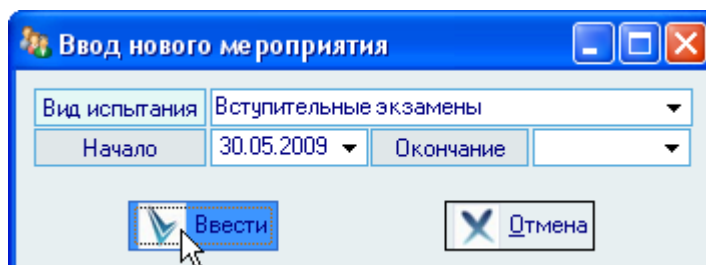 Ввод нового мероприятия
Вид испытания Вступительные экзамены
Начало 30.05.2009 Окончание
Ввести Отмена